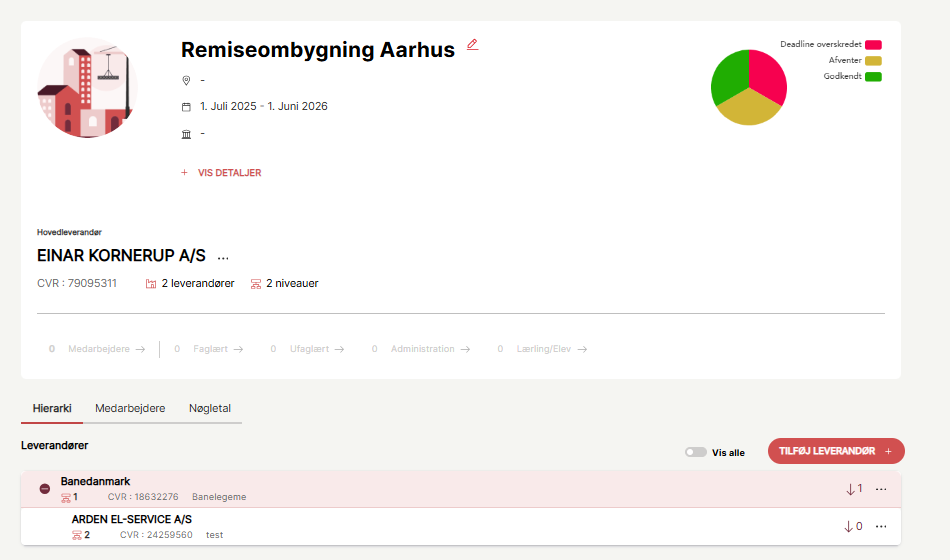 Remiseombygning Aarhus
-
1. Juli 2025 - 1. Juni 2026
-
+ VIS DETALJER
Deadline overskredet
Afventer
Godkendt
Hovedleverandør
EINAR KORNERUP A/S ...
CVR : 79095311 2 leverandører 2 niveauer
0 Medarbejdere → 0 Faglært → 0 Ufaglært → 0 Administration → 0 Lærling/Elev →
Hierarki Medarbejdere Nøgletal
Leverandører
Vis alle TILFØJ LEVERANDØR +
Banedanmark
1 CVR : 18632276 Banelegeme ↓ 1 ...
ARDEN EL-SERVICE A/S
2 CVR : 24259560 test ↓ 0 ...